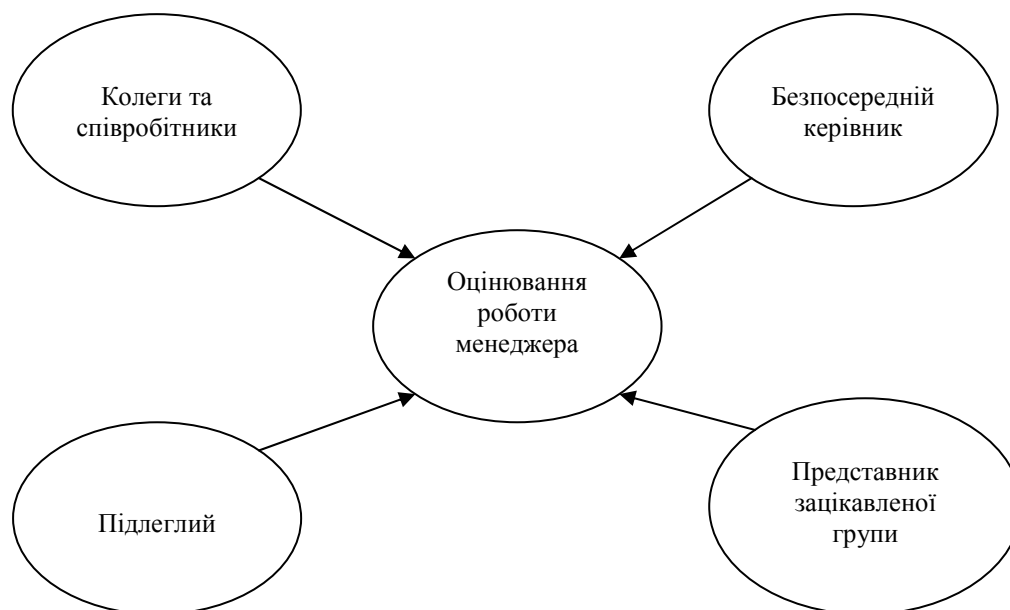 Колеги та
співробітники
Безпосередній
керівник
Оцінювання
роботи
менеджера
Підлеглий
Представник
зацікавленої
групи